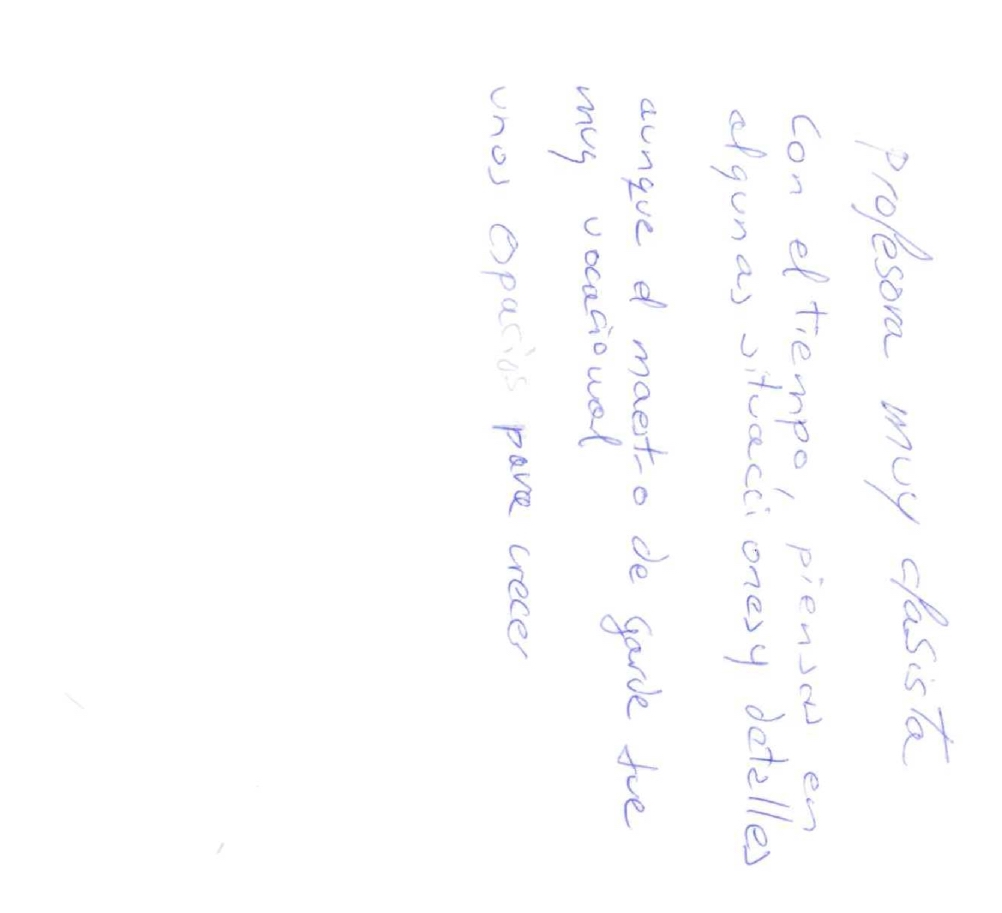 profesora muy clasista
Con el tiempo, piensas en
algunas situacciones y detalles
aunque el maestro de garde fue
muy vocacional
unos espacios para crecer